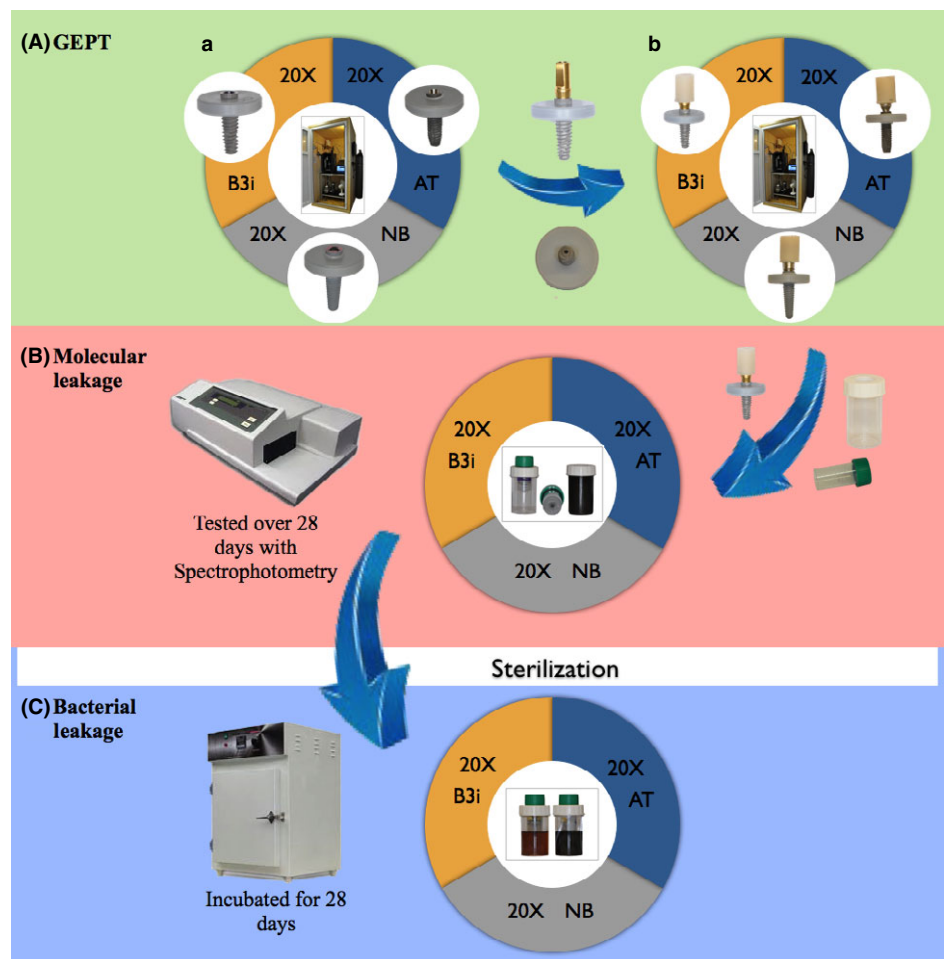 (A) GEPT
a
20X
20X
B3i
AT
20X
NB
b
20X
20X
B3i
AT
20X
NB
(B) Molecular
leakage
Tested over 28
days with
Spectrophotometry
20X
B3i
20X
AT
20X NB
Sterilization
(C) Bacterial
leakage
Incubated for 28
days
20X
B3i
20X
AT
20X NB